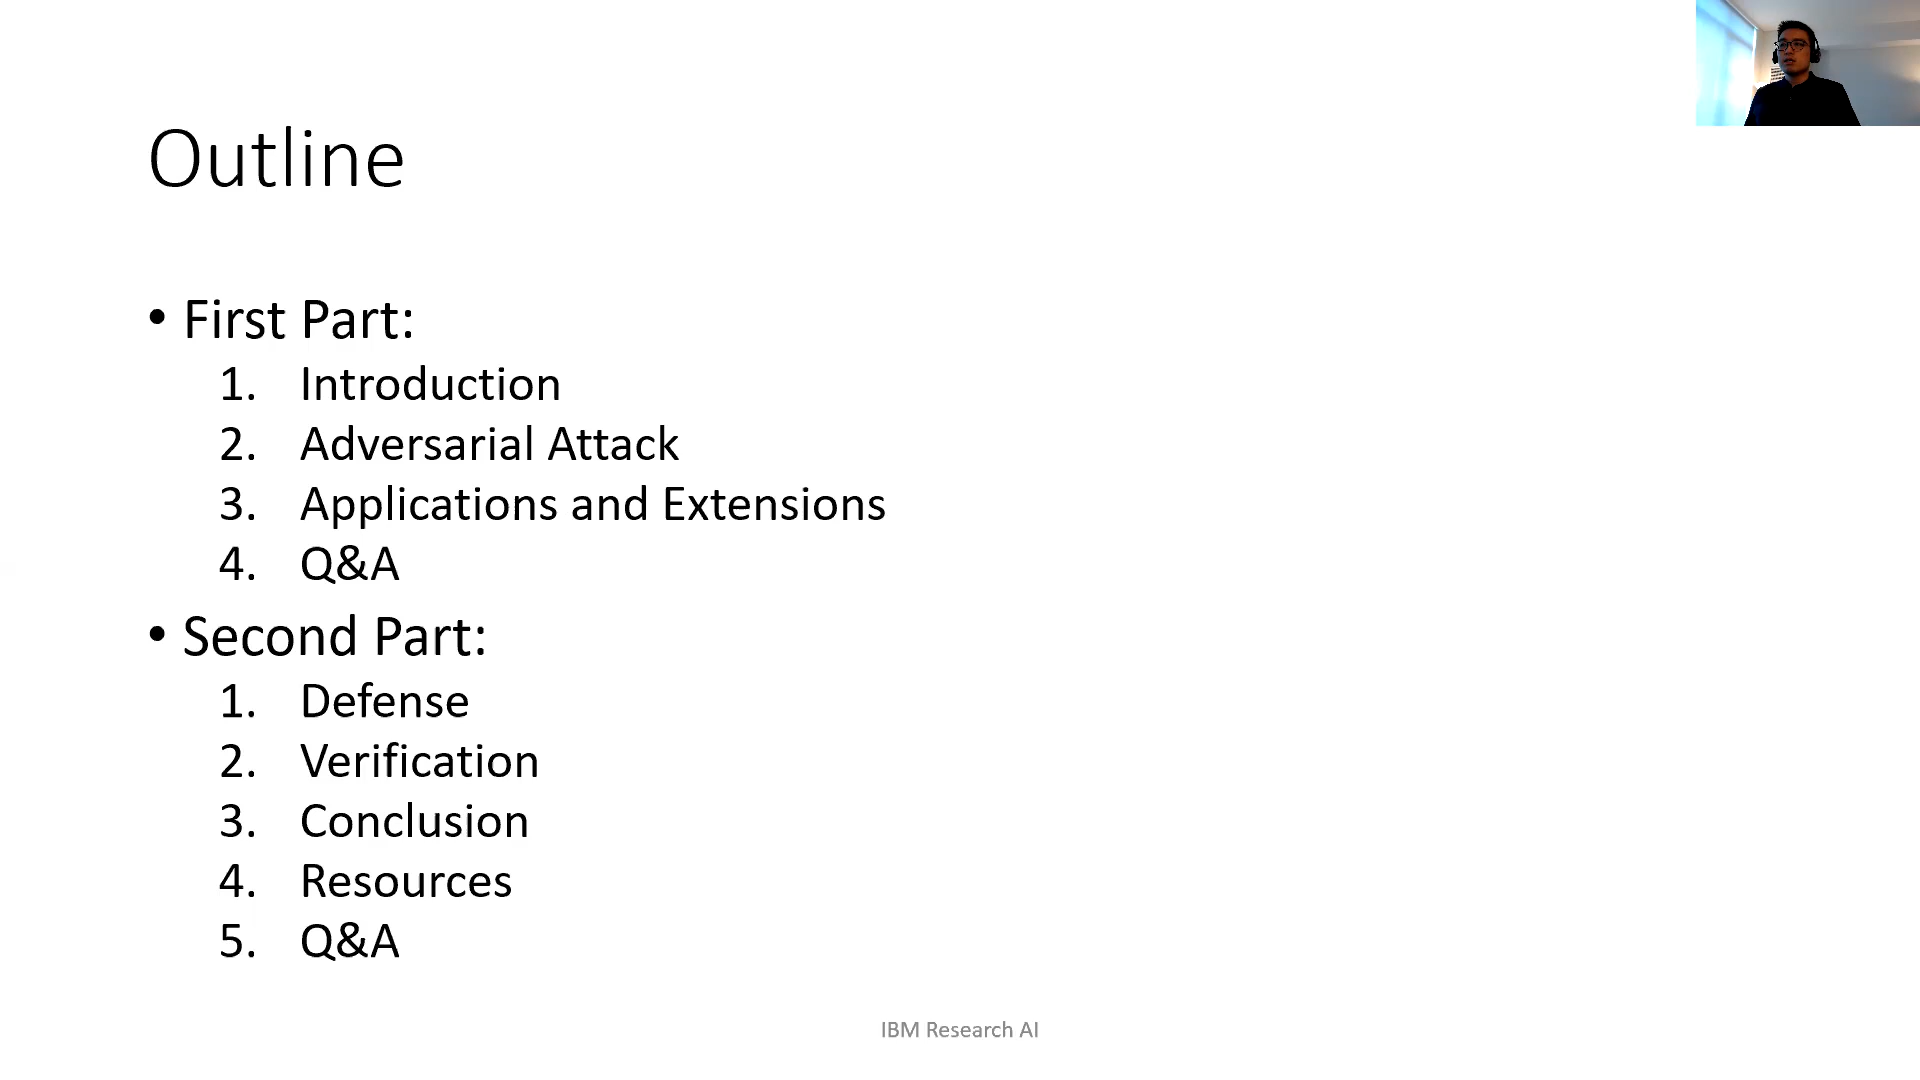 Outline
• First Part:
1. Introduction
2. Adversarial Attack
3. Applications and Extensions
4. Q&A
• Second Part:
1. Defense
2. Verification
3. Conclusion
4. Resources
5. Q&A
IBM Research AI